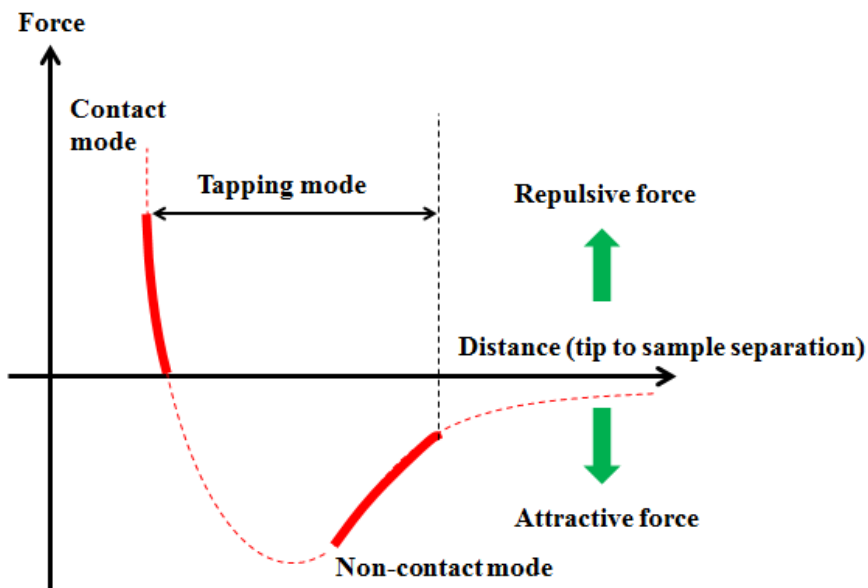 Force
Contact
mode
Tapping mode
Repulsive force
Distance (tip to sample separation)
Attractive force
Non-contact mode